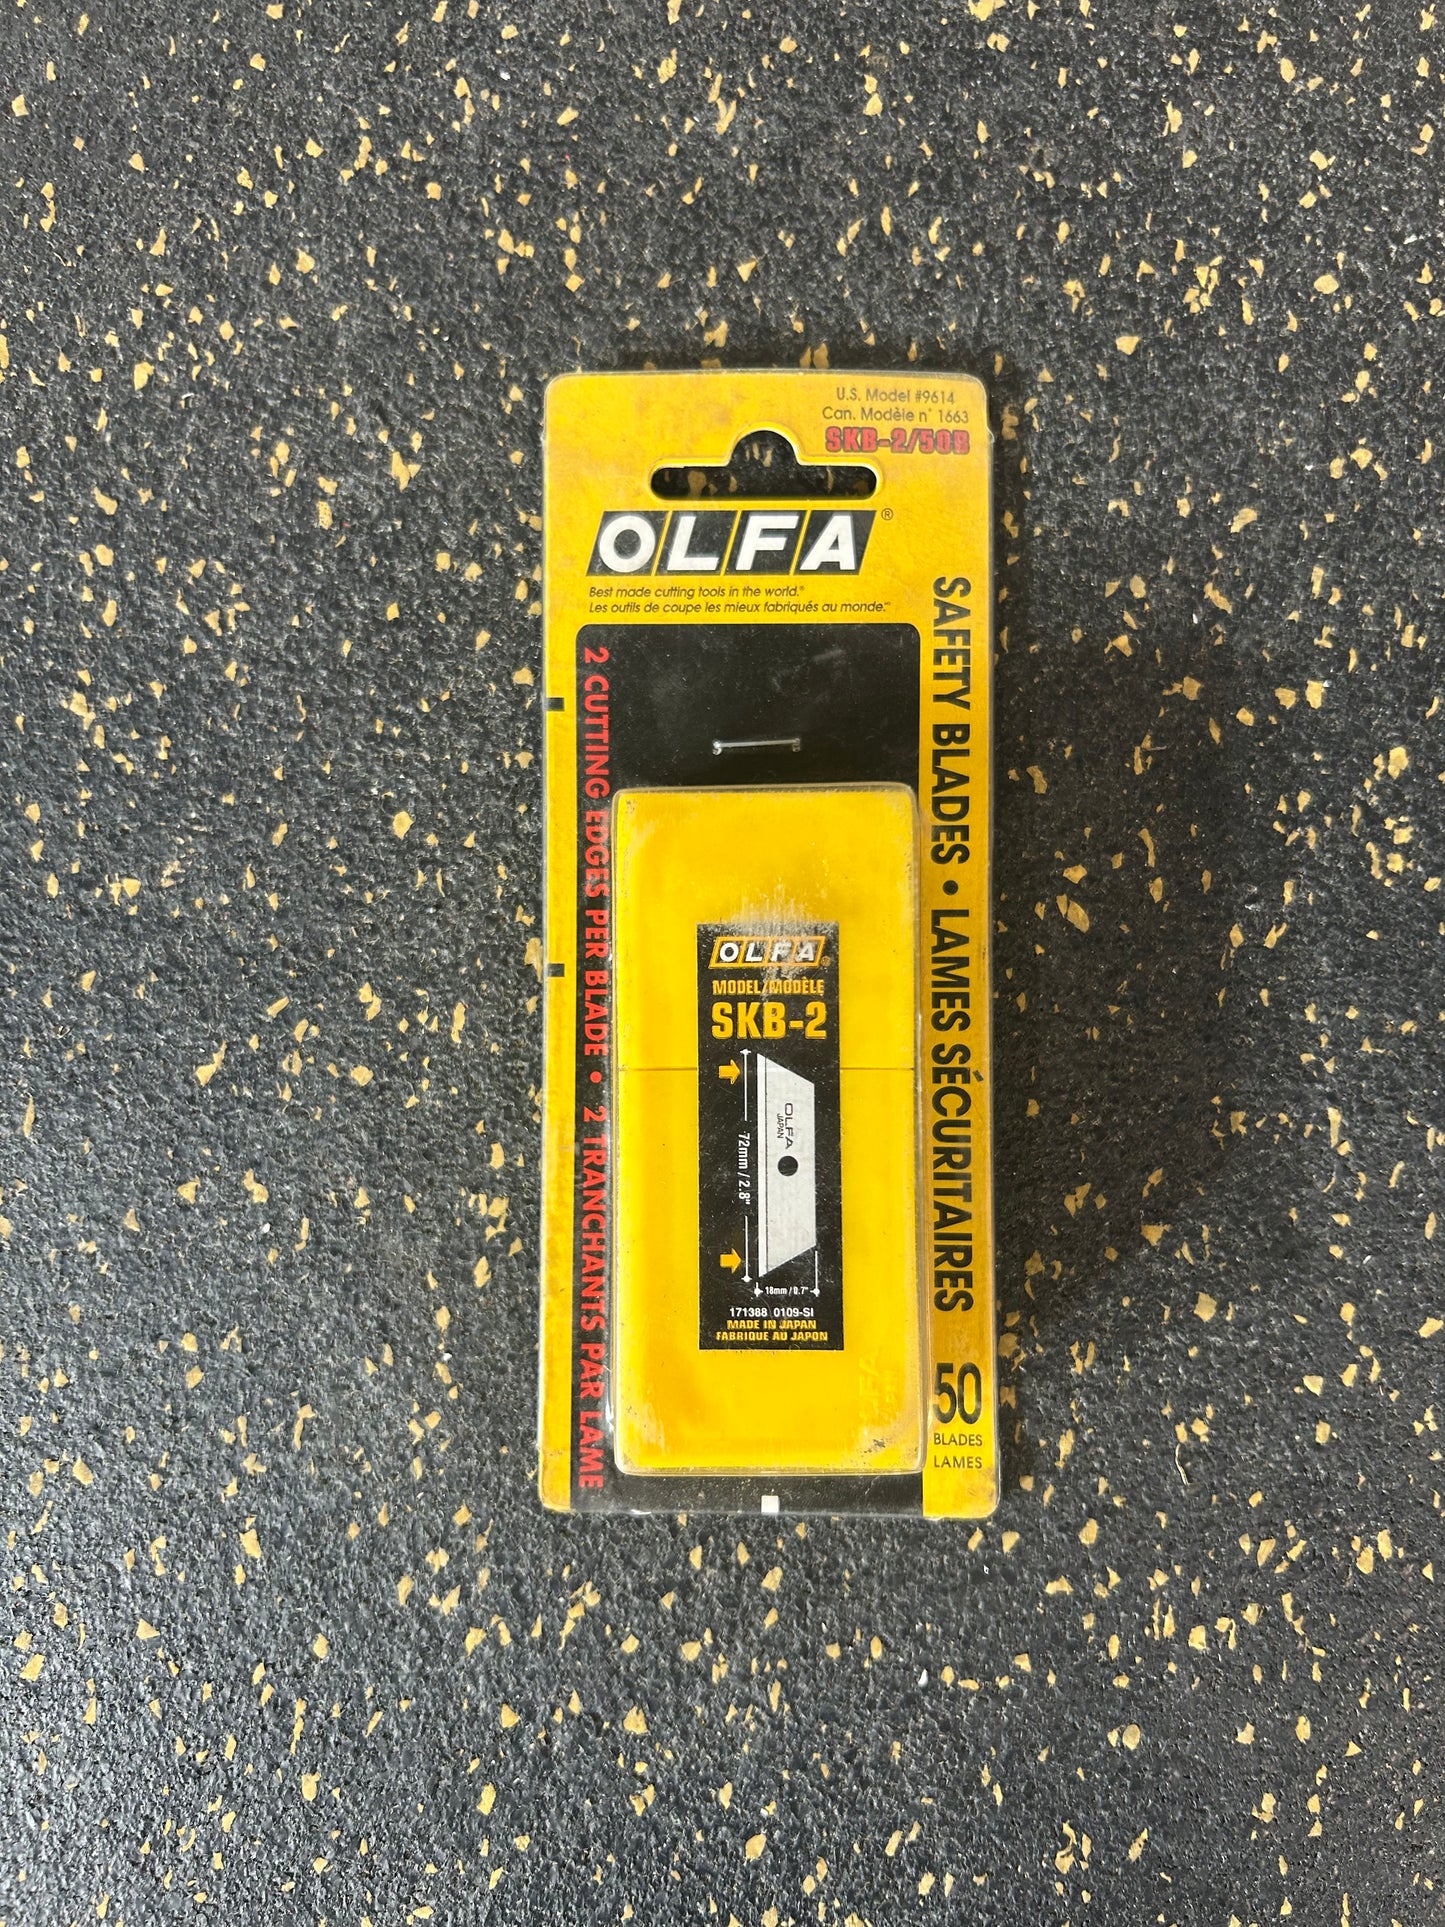 U.S. Model #9614
Can. Modèle n° 1663
SKB-2/50B
OLFA®
Best made cutting tools in the world.®
Les outils de coupe les mieux fabriqués au monde.
SAFETY BLADES • LAMES SÉCURITAIRES
2 CUTTING EDGES PER BLADE • 2 TRANCHANTS PAR LAME
OLFA®
MODEL/MODÈLE
SKB-2
OLFA
JAPAN
72mm / 2.8"
18mm / 0.7"
171388 0109-SI
MADE IN JAPAN
FABRIQUE AU JAPON
50
BLADES
LAMES